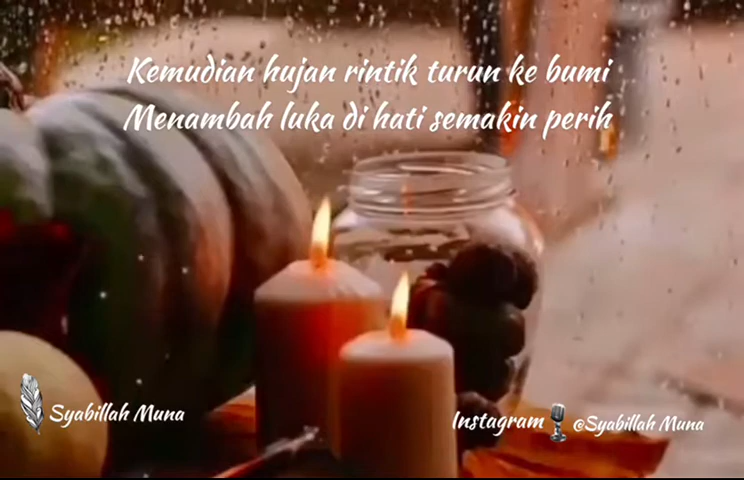 Kemudian hujan rintik turun ke bumi
Menambah luka di hati semakin perih
Syabillah Muna
Instagram @Syabillah Muna